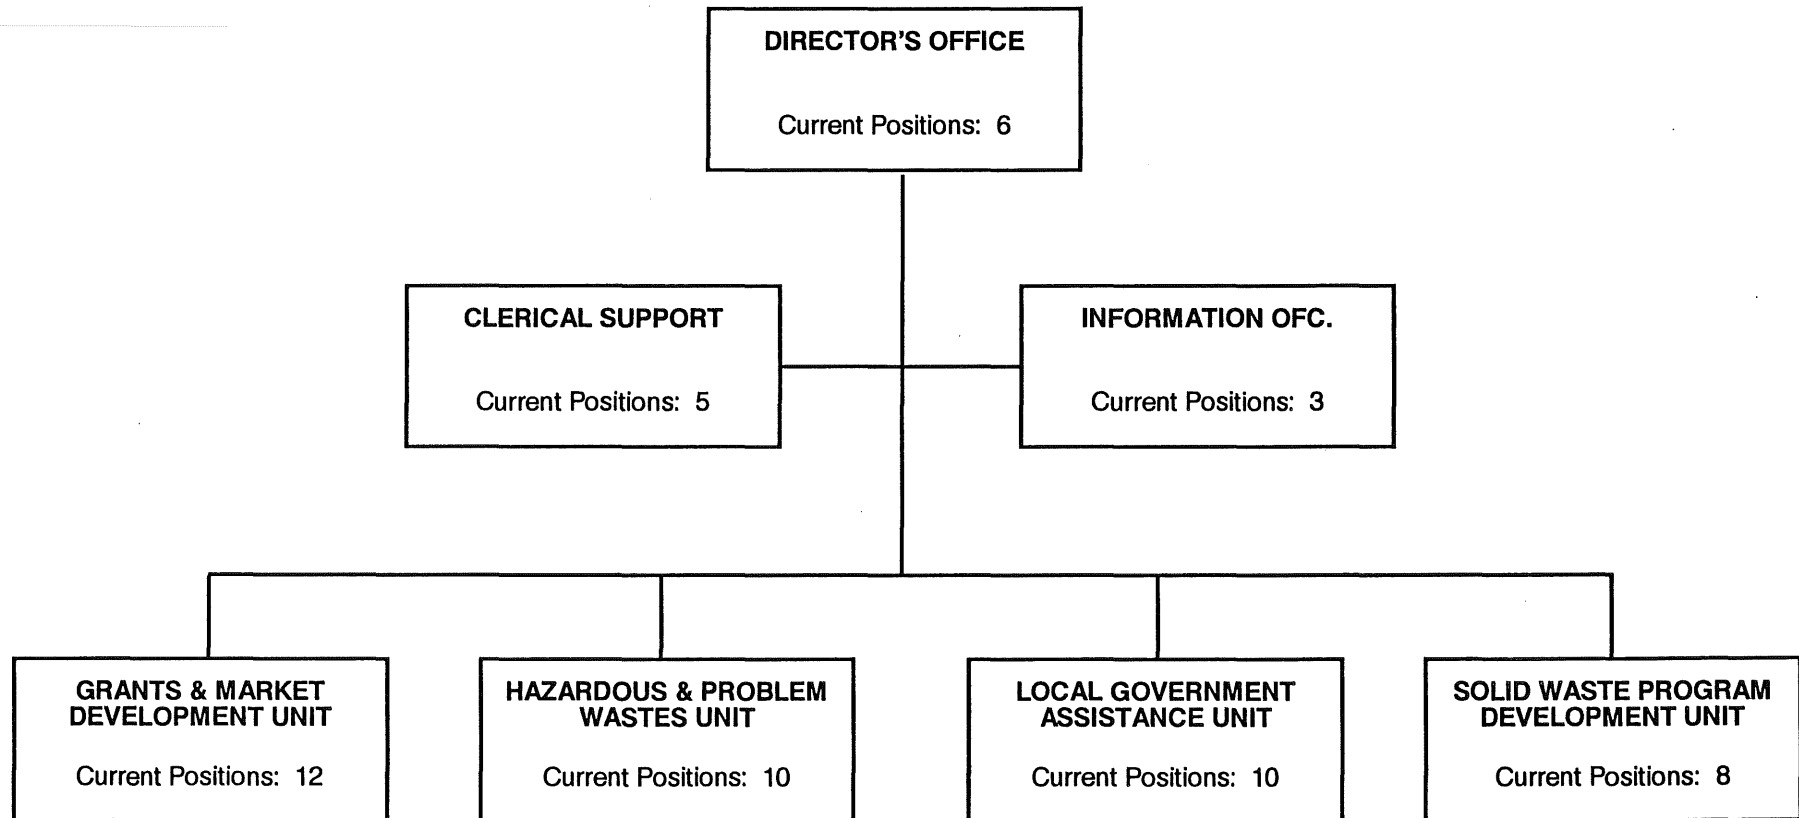 DIRECTOR'S OFFICE
Current Positions: 6
CLERICAL SUPPORT
Current Positions: 5
INFORMATION OFC.
Current Positions: 3
GRANTS & MARKET
DEVELOPMENT UNIT
Current Positions: 12
HAZARDOUS & PROBLEM
WASTES UNIT
Current Positions: 10
LOCAL GOVERNMENT
ASSISTANCE UNIT
Current Positions: 10
SOLID WASTE PROGRAM
DEVELOPMENT UNIT
Current Positions: 8